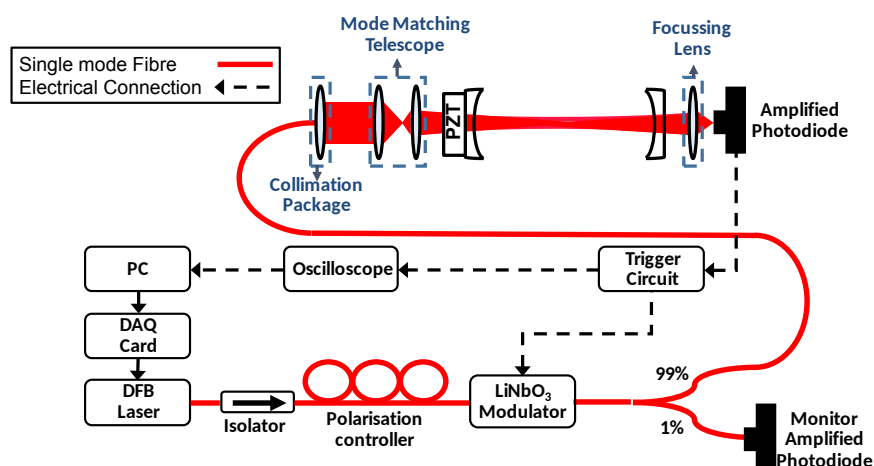 Mode Matching
Telescope
Focussing
Lens
Single mode Fibre
Electrical Connection
PZT
Amplified
Photodiode
Collimation
Package
PC
Oscilloscope
Trigger
Circuit
DAQ
Card
DFB
Laser
Isolator
Polarisation
controller
LiNbO₃
Modulator
99%
1%
Monitor
Amplified
Photodiode